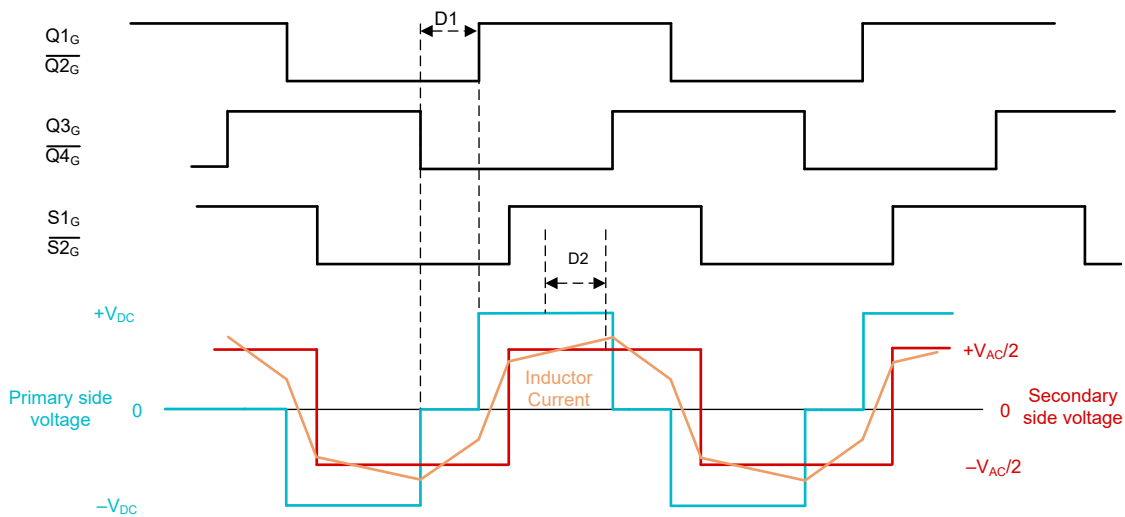 D1
Q1G
Q2G
Q3G
Q4G
S1G
S2G
D2
+VDC
+VAC/2
Inductor
Current
Primary side
voltage
0
0
Secondary
side voltage
–VAC/2
–VDC